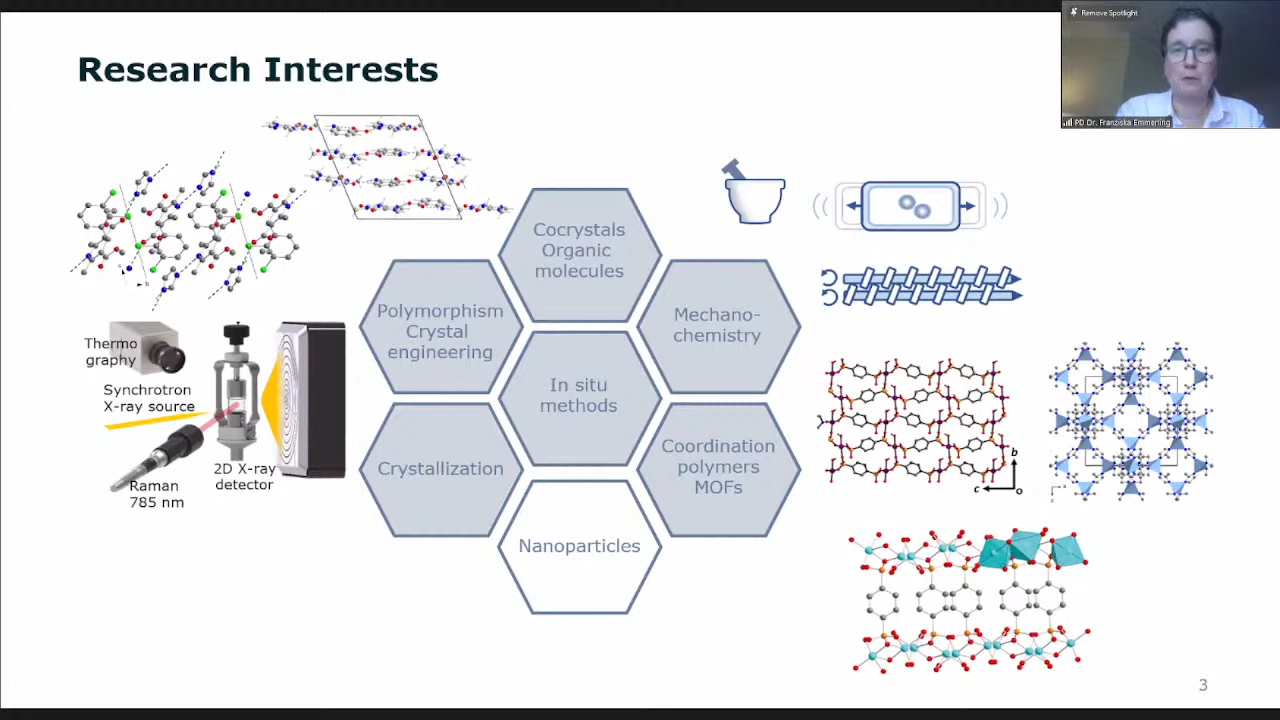 Remove Spotlight
PD Dr. Franziska Emmerling
Research Interests
Cocrystals
Organic
molecules
Polymorphism
Crystal
engineering
Mechano-
chemistry
In situ
methods
Crystallization
Coordination
polymers
MOFs
Nanoparticles
Thermo
graphy
Synchrotron
X-ray source
Raman
785 nm
2D X-ray
detector
b
c
o
3